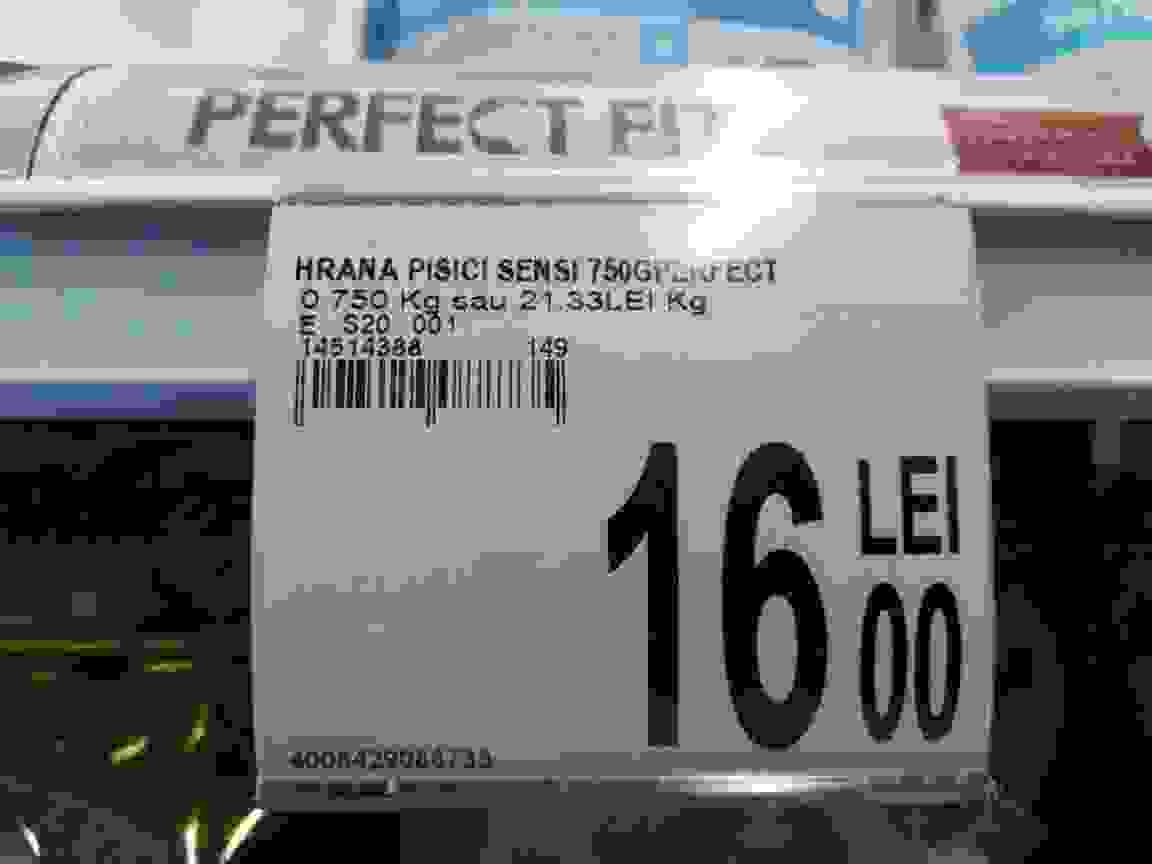 PERFECT FIT
HRANA PISICI SENSI 750GPERFECT
0 750 Kg sau 21.33LEI Kg
E S20 001
14514388 149
16 LEI
00